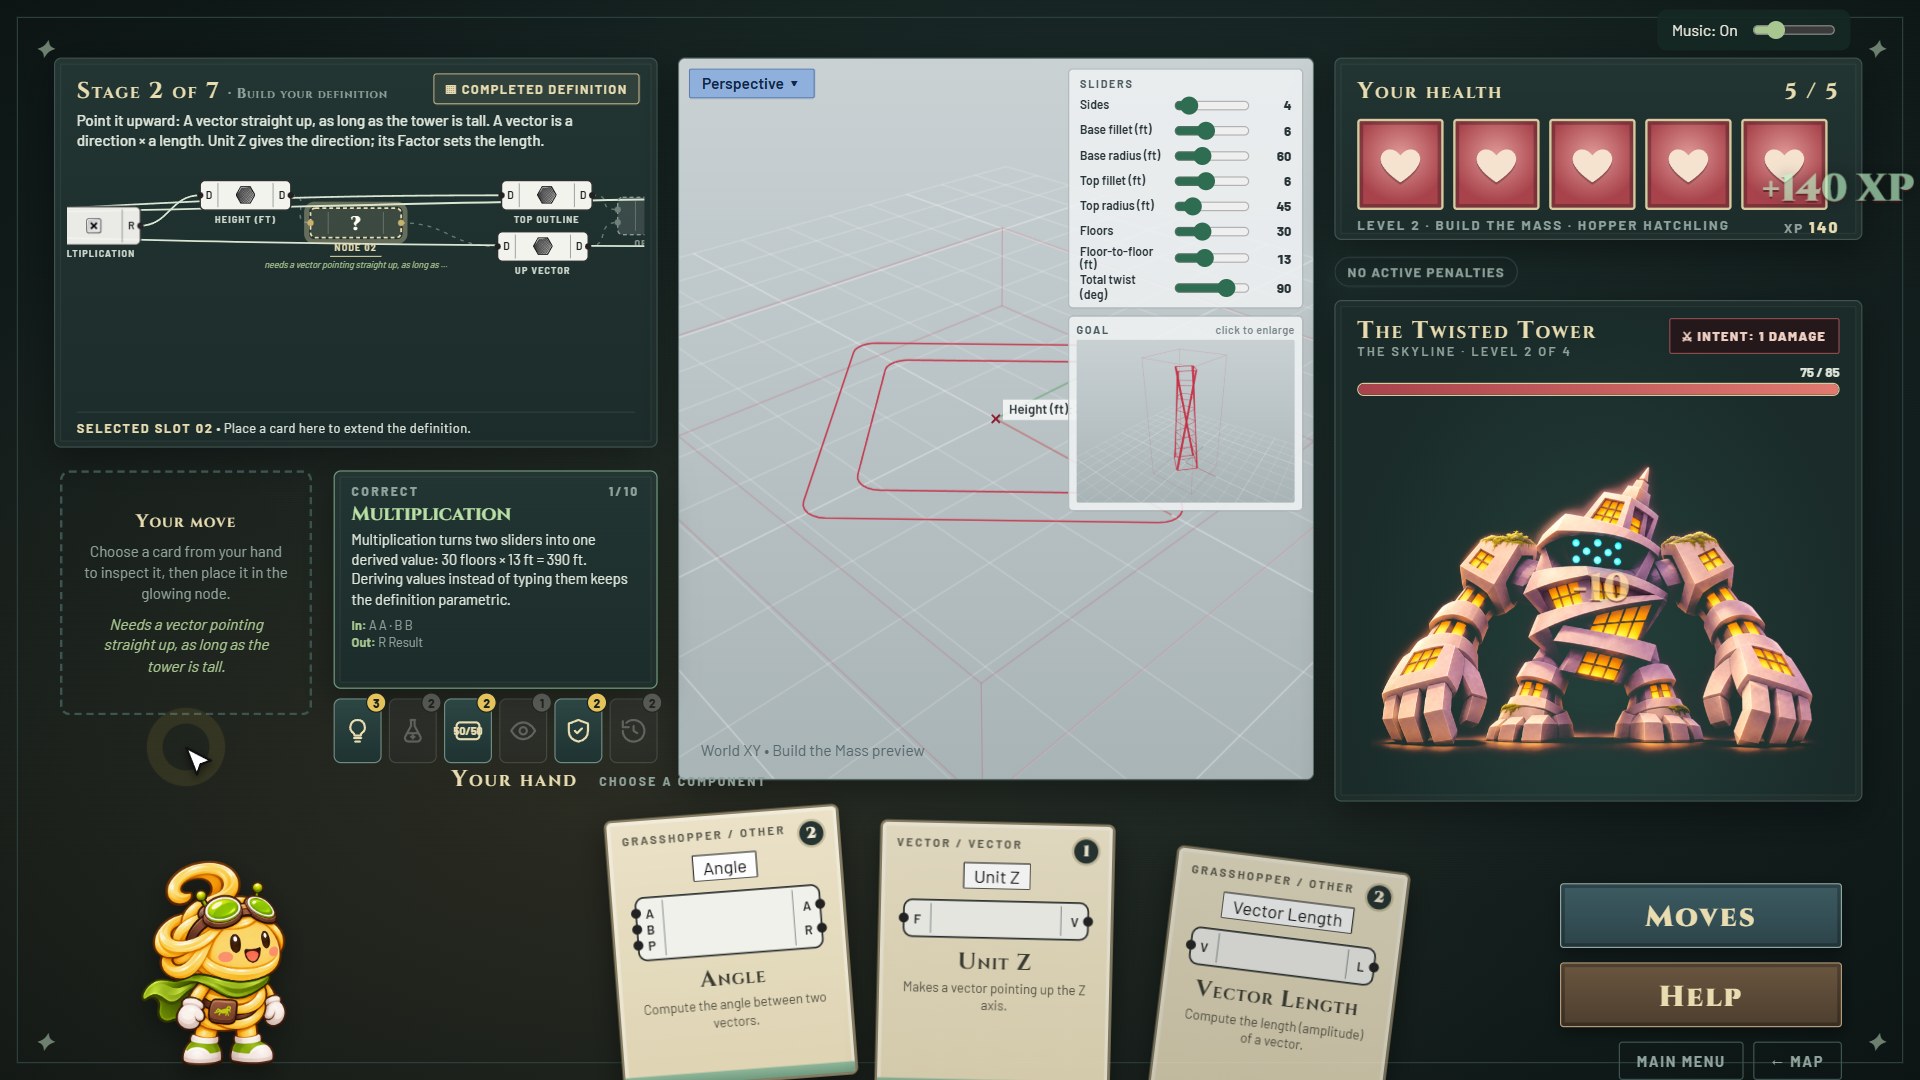 Music: On
Stage 2 of 7 · Build your definition
COMPLETED DEFINITION
Point it upward: A vector straight up, as long as the tower is tall. A vector is a
direction × a length. Unit Z gives the direction; its Factor sets the length.
R
LTIPLICATION
D D
HEIGHT (FT)
?
NODE 02
needs a vector pointing straight up, as long as ...
D D
TOP OUTLINE
D D
UP VECTOR
SELECTED SLOT 02 • Place a card here to extend the definition.
Your move
Choose a card from your hand
to inspect it, then place it in the
glowing node.
Needs a vector pointing
straight up, as long as the
tower is tall.
CORRECT 1/10
Multiplication
Multiplication turns two sliders into one
derived value: 30 floors × 13 ft = 390 ft.
Deriving values instead of typing them keeps
the definition parametric.
In: A A · B B
Out: R Result
3 2 2 1 2 2
50/50
Perspective ▼
SLIDERS
Sides 4
Base fillet (ft) 6
Base radius (ft) 60
Top fillet (ft) 6
Top radius (ft) 45
Floors 30
Floor-to-floor
(ft) 13
Total twist
(deg) 90
GOAL click to enlarge
Height (ft)
World XY • Build the Mass preview
Your health 5 / 5
+140 XP
LEVEL 2 · BUILD THE MASS · HOPPER HATCHLING XP 140
NO ACTIVE PENALTIES
The Twisted Tower
THE SKYLINE · LEVEL 2 OF 4
INTENT: 1 DAMAGE
75 / 85
-10
Your hand CHOOSE A COMPONENT
GRASSHOPPER / OTHER 2
Angle
A
B
P
A
R
Angle
Compute the angle between two
vectors.
VECTOR / VECTOR 1
Unit Z
F V
Unit Z
Makes a vector pointing up the Z
axis.
GRASSHOPPER / OTHER 2
Vector Length
V L
Vector Length
Compute the length (amplitude)
of a vector.
Moves
Help
MAIN MENU
← MAP